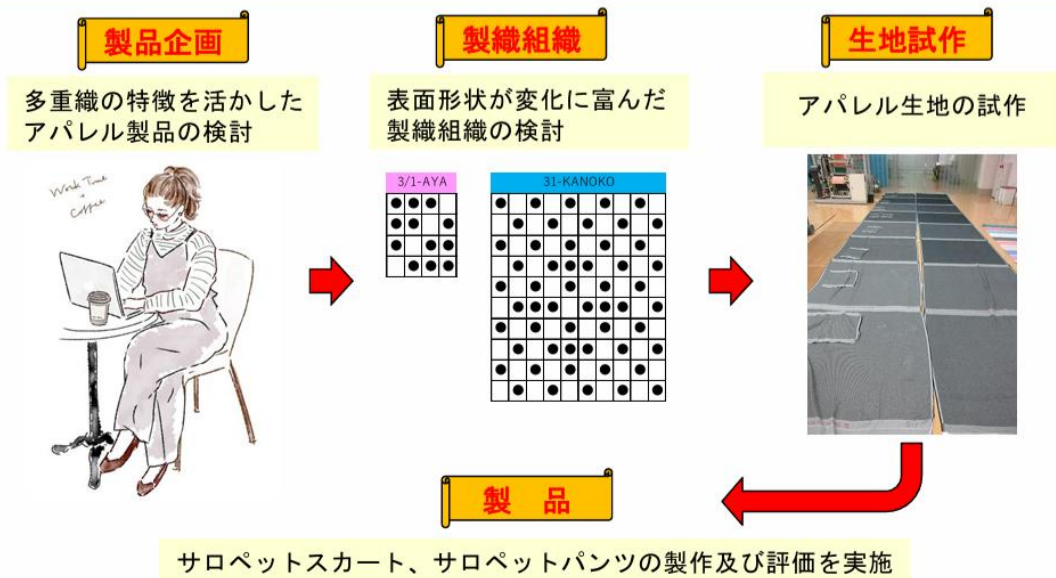 製品企画
多重織の特徴を活かした
アパレル製品の検討
Work Time
+
Coffee
製織組織
表面形状が変化に富んだ
製織組織の検討
3/1-AYA
31-KANOKO
生地試作
アパレル生地の試作
製 品
サロペットスカート、サロペットパンツの製作及び評価を実施